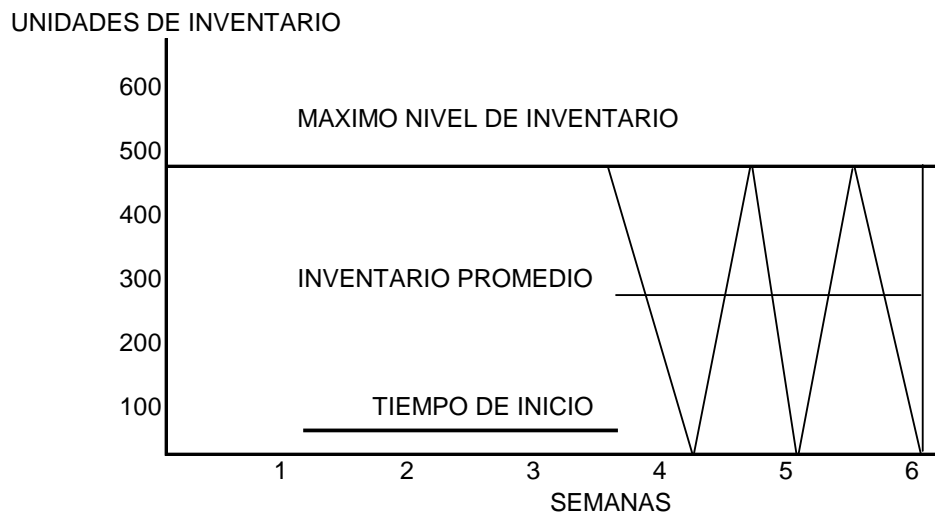 UNIDADES DE INVENTARIO
600
MAXIMO NIVEL DE INVENTARIO
500
400
300
INVENTARIO PROMEDIO
200
100
TIEMPO DE INICIO
1 2 3 4 5 6
SEMANAS